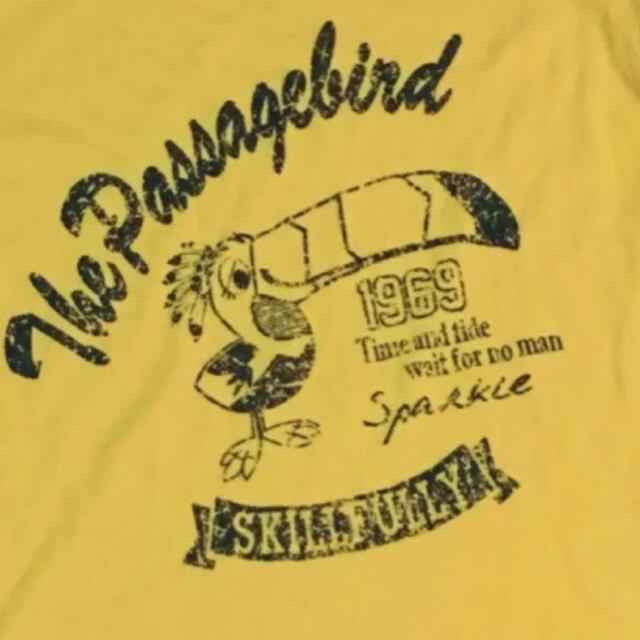 The Passagebird
1969
Time and tide
wait for no man
Sparkle
SKILLFULLY